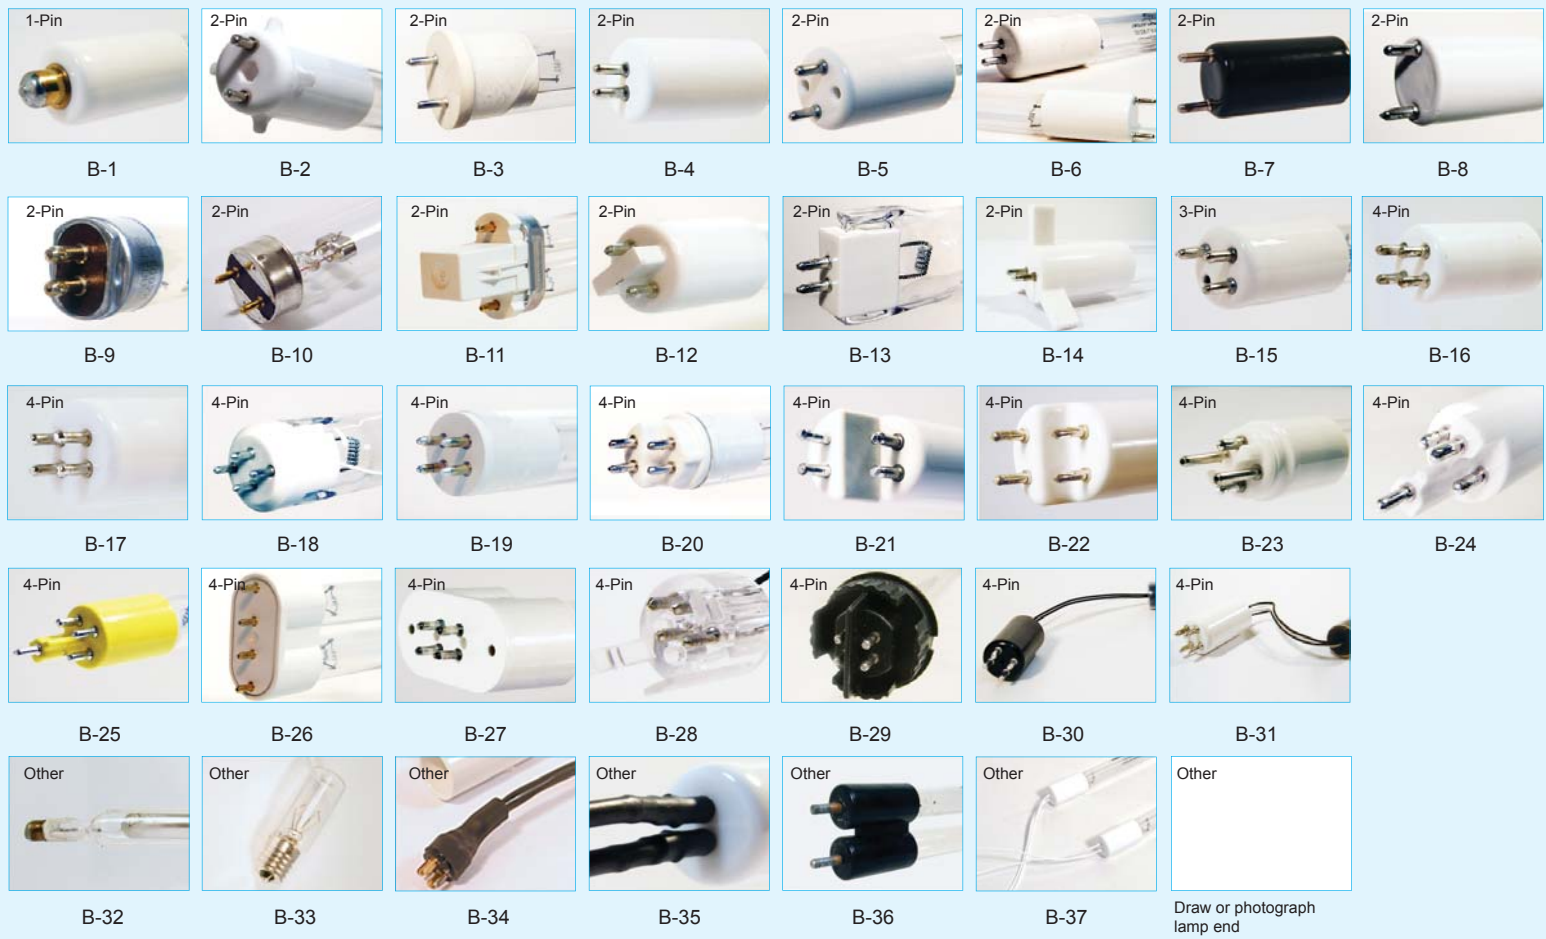 1-Pin
2-Pin
2-Pin
2-Pin
2-Pin
2-Pin
2-Pin
2-Pin
B-1
B-2
B-3
B-4
B-5
B-6
B-7
B-8
2-Pin
2-Pin
2-Pin
2-Pin
2-Pin
2-Pin
3-Pin
4-Pin
B-9
B-10
B-11
B-12
B-13
B-14
B-15
B-16
4-Pin
4-Pin
4-Pin
4-Pin
4-Pin
4-Pin
4-Pin
4-Pin
B-17
B-18
B-19
B-20
B-21
B-22
B-23
B-24
4-Pin
4-Pin
4-Pin
4-Pin
4-Pin
4-Pin
4-Pin
B-25
B-26
B-27
B-28
B-29
B-30
B-31
Other
Other
Other
Other
Other
Other
Other
B-32
B-33
B-34
B-35
B-36
B-37
Draw or photograph
lamp end